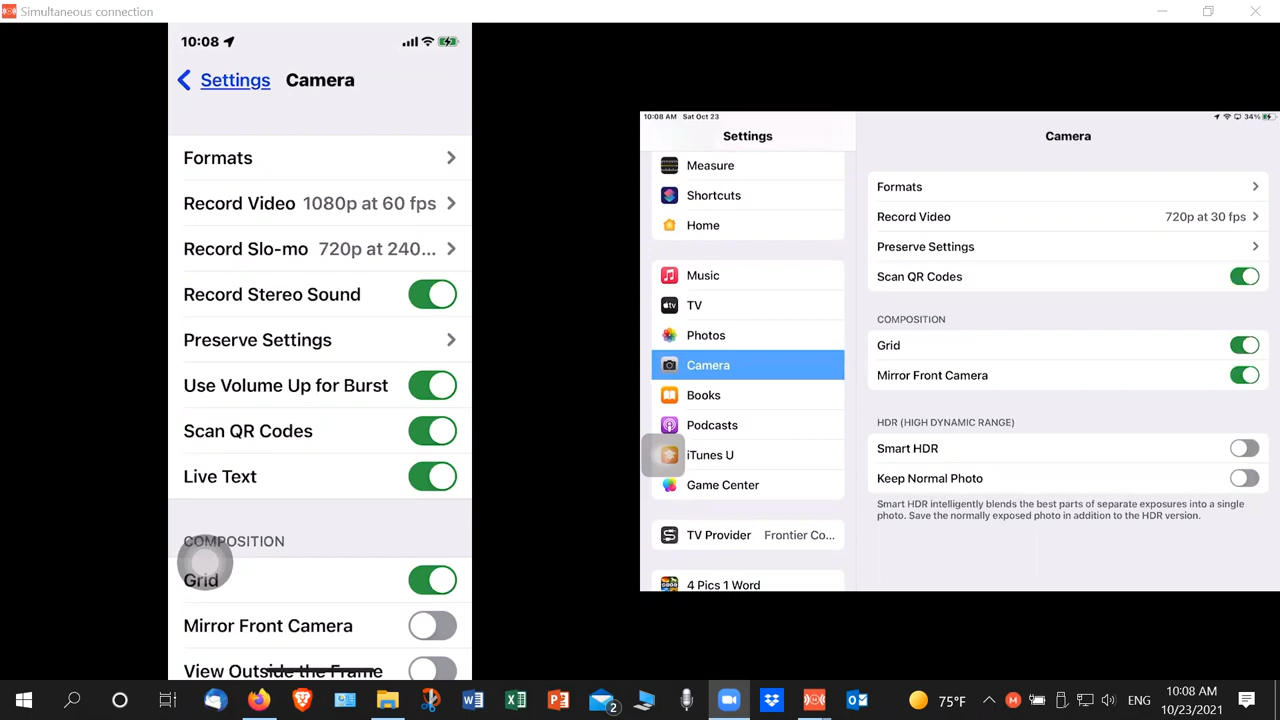 Simultaneous connection
10:08
Settings Camera
Formats
Record Video 1080p at 60 fps
Record Slo-mo 720p at 240...
Record Stereo Sound
Preserve Settings
Use Volume Up for Burst
Scan QR Codes
Live Text
COMPOSITION
Grid
Mirror Front Camera
View Outside the Frame
10:08 AM Sat Oct 23
34%
Settings
Measure
Shortcuts
Home
Music
tv TV
Photos
Camera
Books
Podcasts
iTunes U
Game Center
TV Provider Frontier Co...
4 Pics 1 Word
Camera
Formats
Record Video 720p at 30 fps
Preserve Settings
Scan QR Codes
COMPOSITION
Grid
Mirror Front Camera
HDR (HIGH DYNAMIC RANGE)
Smart HDR
Keep Normal Photo
Smart HDR intelligently blends the best parts of separate exposures into a single
photo. Save the normally exposed photo in addition to the HDR version.
2
75°F
ENG
10:08 AM
10/23/2021